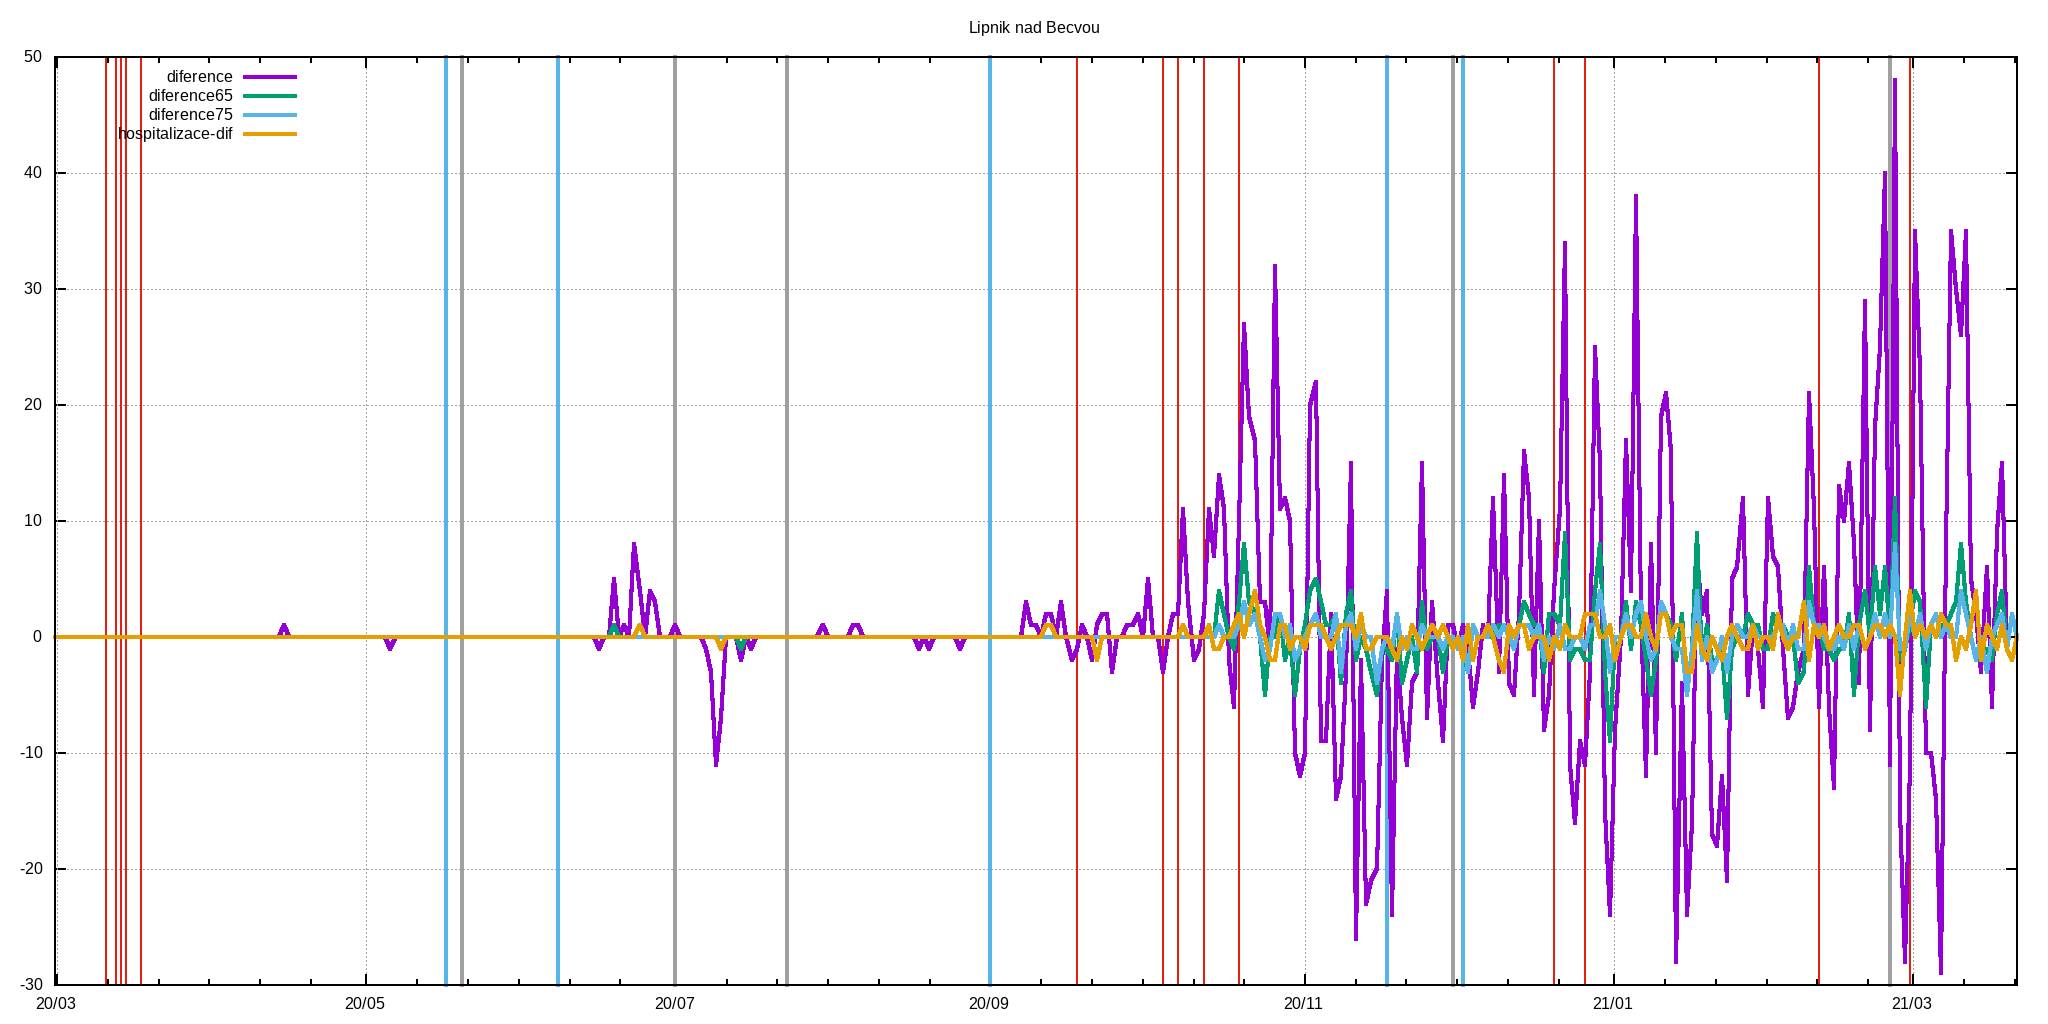 Lipnik nad Becvou
50
40
30
20
10
0
-10
-20
-30
diference
diference65
diference75
hospitalizace-dif
20/03 20/05 20/07 20/09 20/11 21/01 21/03